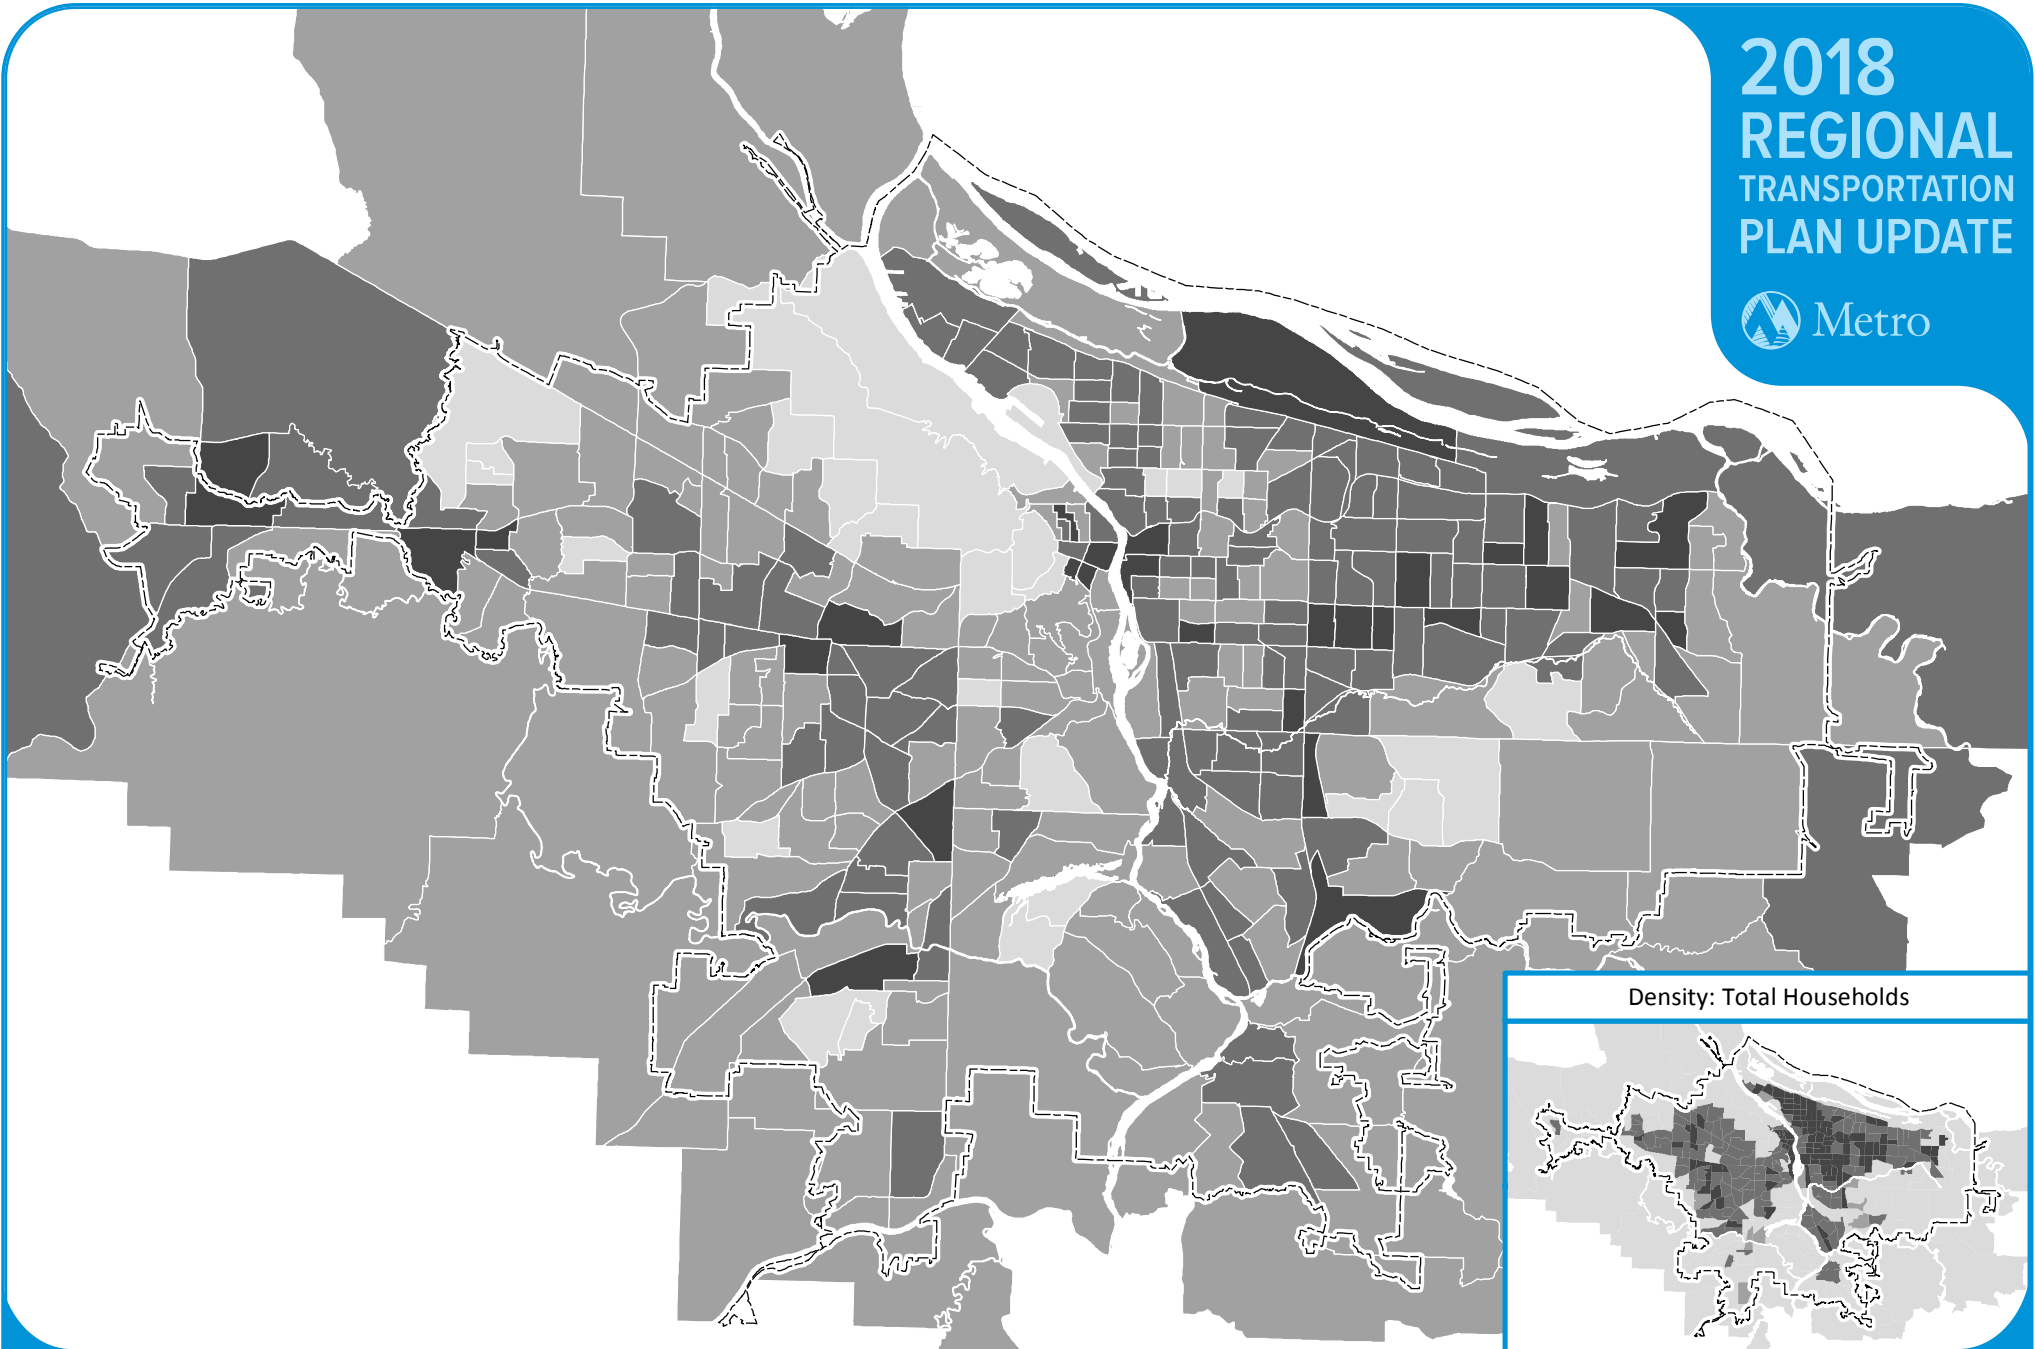 2018
REGIONAL
TRANSPORTATION
PLAN UPDATE
Metro
Density: Total Households